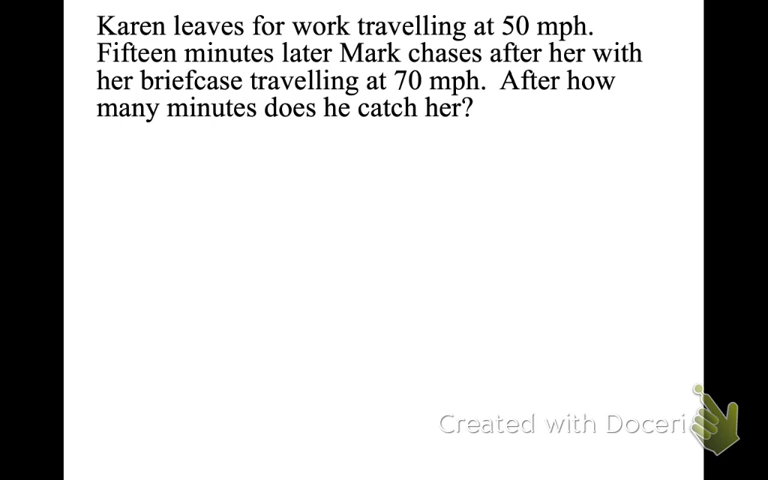 Karen leaves for work travelling at 50 mph.
Fifteen minutes later Mark chases after her with
her briefcase travelling at 70 mph.  After how
many minutes does he catch her?
Created with Doceri